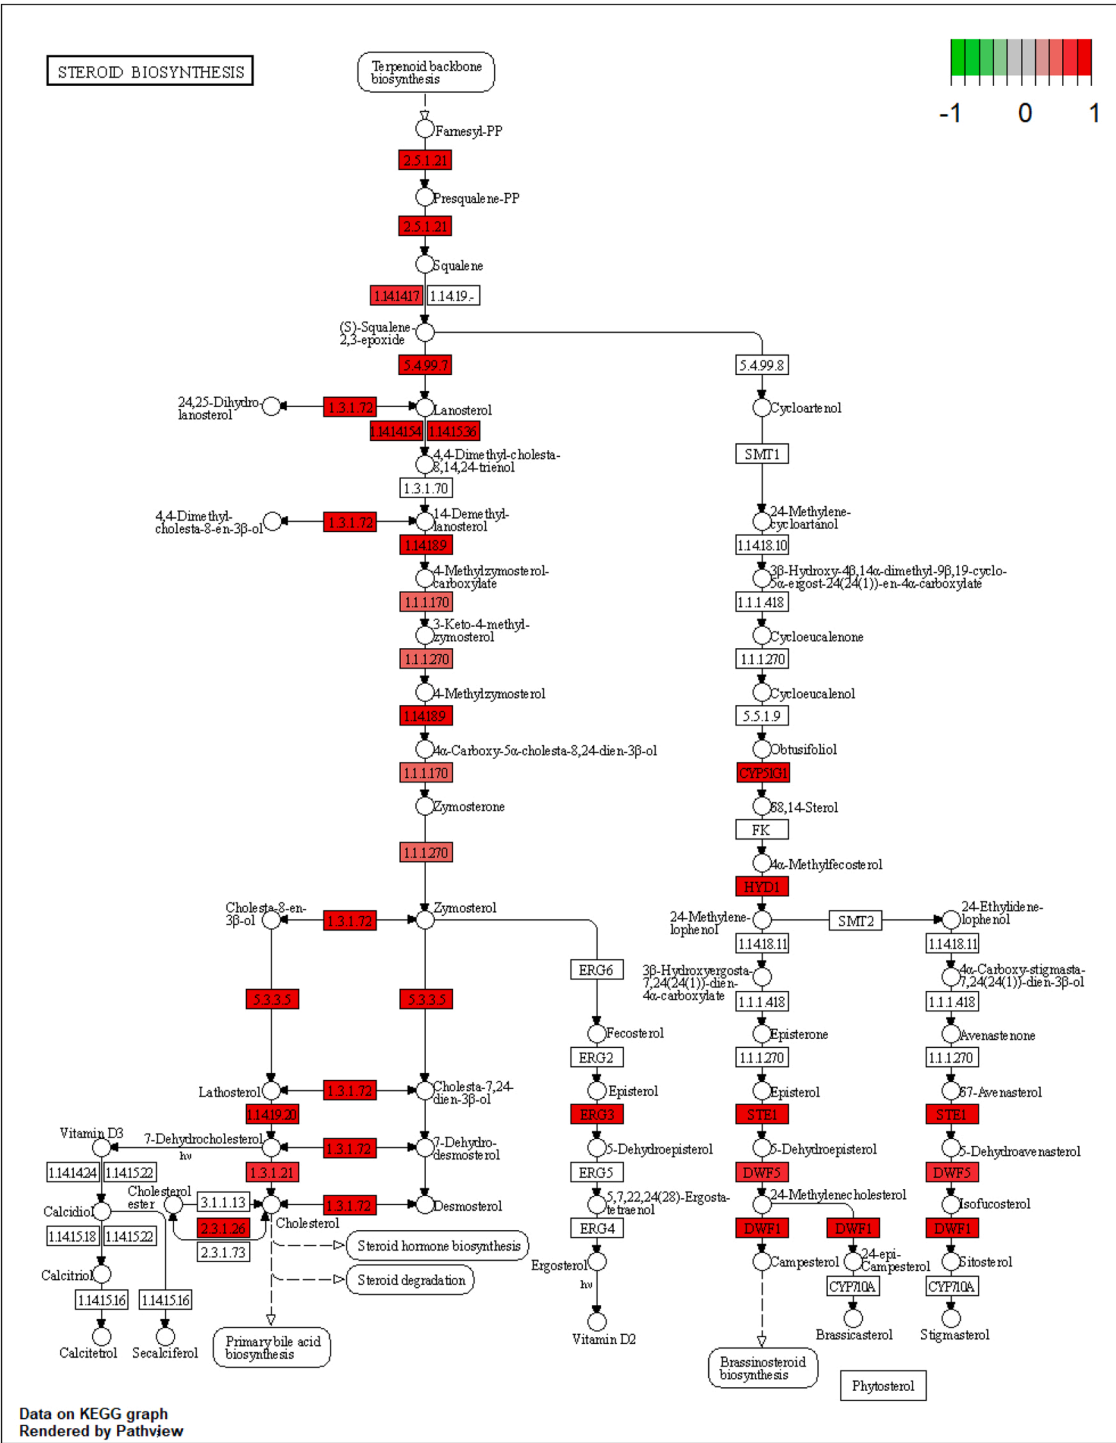 STEROID BIOSYNTHESIS
Terpenoid backbone
biosynthesis
-1 0 1
Farnesyl-PP
2.5.1.21
Presqualene-PP
2.5.1.21
Squalene
1.14.14.17 1.14.19.-
(S)-Squalene-
2,3-epoxide
5.4.99.7 5.4.99.8
24,25-Dihydro-
lanosterol
1.3.1.72
Lanosterol
Cycloartenol
1.14.14.154 1.14.15.36
4,4-Dimethyl-cholesta-
8,14,24-trienol
SMT1
1.3.1.70
4,4-Dimethyl-
cholesta-8-en-3β-ol
1.3.1.72
14-Demethyl-
lanosterol
24-Methylene-
cycloartanol
1.14.18.9 1.14.18.10
4-Methylzymosterol-
carboxylate
3β-Hydroxy-4β,14α-dimethyl-9β,19-cyclo-
5α-ergost-24(24(1))-en-4α-carboxylate
1.1.1.170 1.1.1.418
3-Keto-4-methyl-
zymosterol
Cycloeucalenone
1.1.1.270 1.1.1.270
4-Methylzymosterol
Cycloeucalenol
1.14.18.9 5.5.1.9
4α-Carboxy-5α-cholesta-8,24-dien-3β-ol
Obtusifoliol
1.1.1.170 CYP51G1
Zymosterone
δ8,14-Sterol
FK
1.1.1.270
4α-Methylfecosterol
HYD1
Cholesta-8-en-
3β-ol
1.3.1.72
Zymosterol
24-Methylene-
lophenol
SMT2
24-Ethylidene-
lophenol
1.14.18.11 1.14.18.11
ERG6
3β-Hydroxyergosta-
7,24(24(1))-dien-
4α-carboxylate
4α-Carboxy-stigmasta-
7,24(24(1))-dien-3β-ol
5.3.3.5 5.3.3.5
1.1.1.418 1.1.1.418
Fecosterol
Episterone
Avenastenone
ERG2 1.1.1.270 1.1.1.270
Lathosterol
1.3.1.72
Cholesta-7,24-
dien-3β-ol
Episterol
Episterol
δ7-Avenasterol
1.14.19.20 ERG3 STE1 STE1
Vitamin D3
7-Dehydrocholesterol
hν
1.3.1.72
7-Dehydro-
desmosterol
5-Dehydroepisterol
5-Dehydroepisterol
5-Dehydroavenasterol
1.14.14.24 1.14.15.22
1.3.1.21 ERG5 DWF5 DWF5
Cholesterol
ester
3.1.1.13
1.3.1.72
Desmosterol
5,7,22,24(28)-Ergosta-
tetraenol
24-Methylenecholesterol
Isofucosterol
Calcidiol
Cholesterol
2.3.1.26
2.3.1.73
1.14.15.18 1.14.15.22
ERG4 DWF1 DWF1 DWF1
Steroid hormone biosynthesis
Steroid degradation
Ergosterol
hν
Campesterol
24-epi-
Campesterol
Sitosterol
Calcitriol
1.14.15.16 1.14.15.16
CYP710A CYP710A
Calcitetrol Secalciferol
Primary bile acid
biosynthesis
Vitamin D2
Brassicasterol
Stigmasterol
Brassinosteroid
biosynthesis
Phytosterol
Data on KEGG graph
Rendered by Pathview